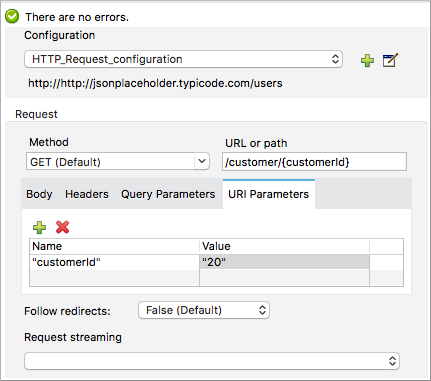 There are no errors.
Configuration
HTTP_Request_configuration
http://http://jsonplaceholder.typicode.com/users
Request
Method URL or path
GET (Default) /customer/{customerId}
Body Headers Query Parameters URI Parameters
Name Value
"customerId" "20"
Follow redirects: False (Default)
Request streaming